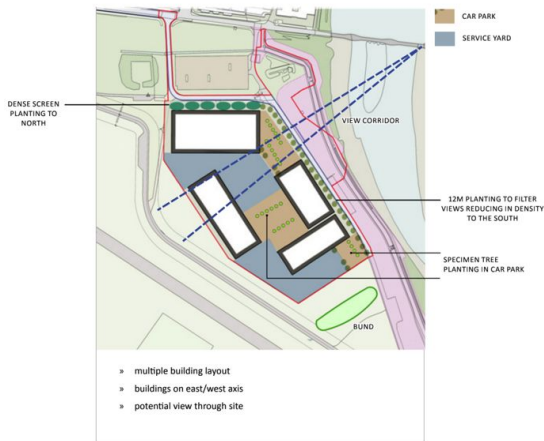 CAR PARK
SERVICE YARD
DENSE SCREEN
PLANTING TO
NORTH
VIEW CORRIDOR
12M PLANTING TO FILTER
VIEWS REDUCING IN DENSITY
TO THE SOUTH
SPECIMEN TREE
PLANTING IN CAR PARK
BUND
» multiple building layout
» buildings on east/west axis
» potential view through site